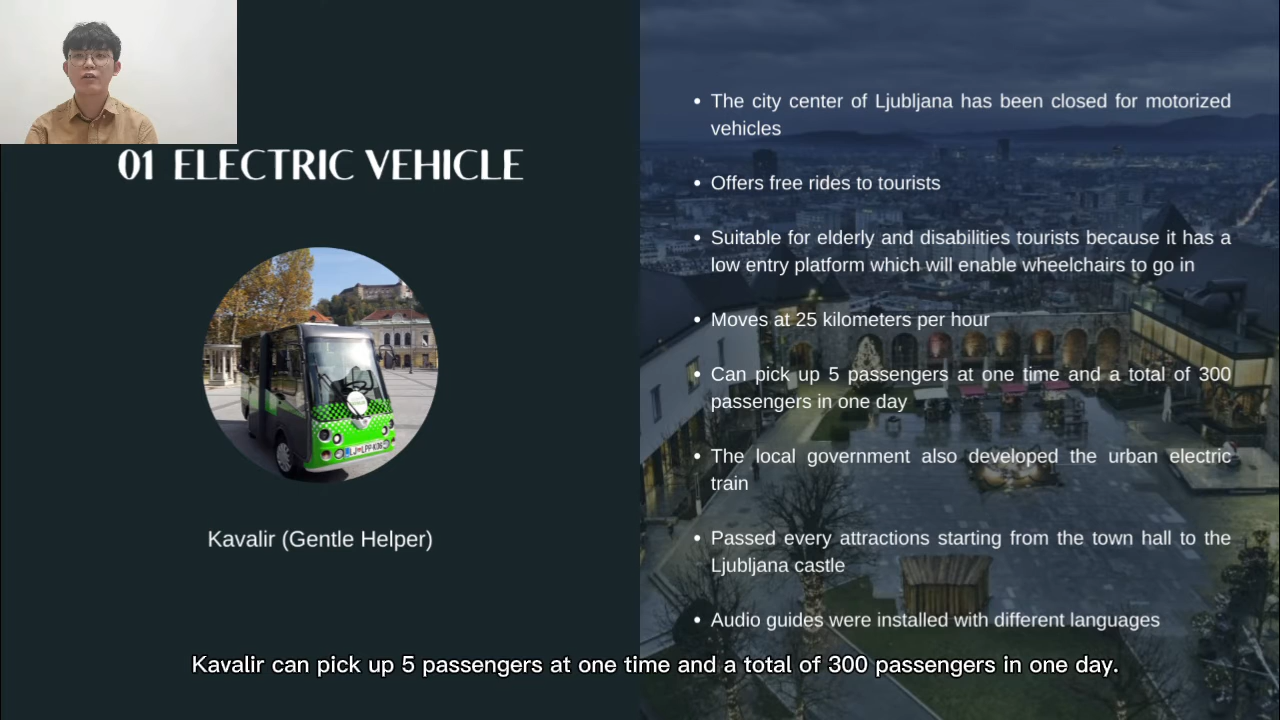 01 ELECTRIC VEHICLE
Kavalir (Gentle Helper)
• The city center of Ljubljana has been closed for motorized
vehicles
• Offers free rides to tourists
• Suitable for elderly and disabilities tourists because it has a
low entry platform which will enable wheelchairs to go in
• Moves at 25 kilometers per hour
• Can pick up 5 passengers at one time and a total of 300
passengers in one day
• The local government also developed the urban electric
train
• Passed every attractions starting from the town hall to the
Ljubljana castle
• Audio guides were installed with different languages
Kavalir can pick up 5 passengers at one time and a total of 300 passengers in one day.